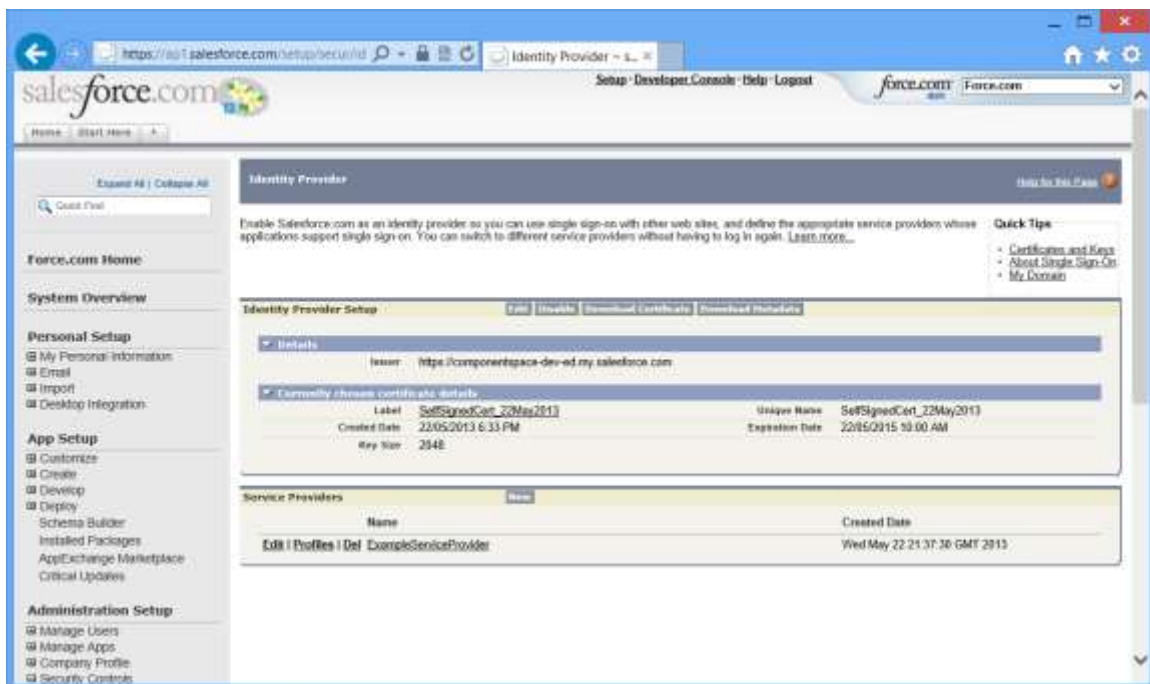 https://ap1.salesforce.com/setup/secur/id
Identity Provider ~ s...
salesforce.com
Setup · Developer Console · Help · Logout
force.com
Force.com
Home
Start Here
+
Expand All | Collapse All
Quick Find
Force.com Home
System Overview
Personal Setup
My Personal Information
Email
Import
Desktop Integration
App Setup
Customize
Create
Develop
Deploy
Schema Builder
Installed Packages
AppExchange Marketplace
Critical Updates
Administration Setup
Manage Users
Manage Apps
Company Profile
Security Controls
Identity Provider
Help for this Page
Enable Salesforce.com as an identity provider so you can use single sign-on with other web sites, and define the appropriate service providers whose
applications support single sign-on. You can switch to different service providers without having to log in again. Learn more...
Quick Tips
Certificates and Keys
About Single Sign-On
My Domain
Identity Provider Setup
Edit Disable Download Certificate Download Metadata
Details
Issuer https://componentspace-dev-ed.my.salesforce.com
Currently chosen certificate details
Label SelfSignedCert_22May2013 Unique Name SelfSignedCert_22May2013
Created Date 22/05/2013 6:33 PM Expiration Date 22/05/2015 10:00 AM
Key Size 2048
Service Providers
New
Name Created Date
Edit | Profiles | Del ExampleServiceProvider Wed May 22 21:37:30 GMT 2013